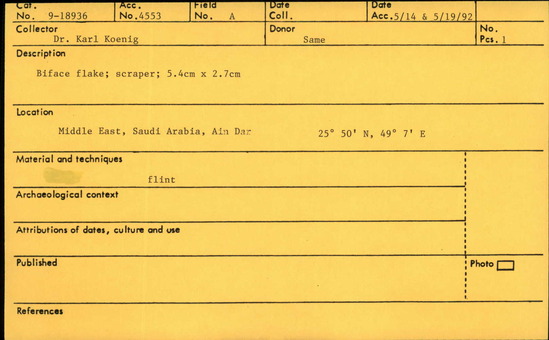 Cat. Acc. Field Date Date
No. 9-18936 No.4553 No. A Coll. Acc.5/14 & 5/19/92
Collector Donor No.
Dr. Karl Koenig Same Pcs. 1
Description
Biface flake; scraper; 5.4cm x 2.7cm
Location
Middle East, Saudi Arabia, Ain Dar 25° 50' N, 49° 7' E
Material and techniques
flint
Archaeological context
Attributions of dates, culture and use
Published Photo
References